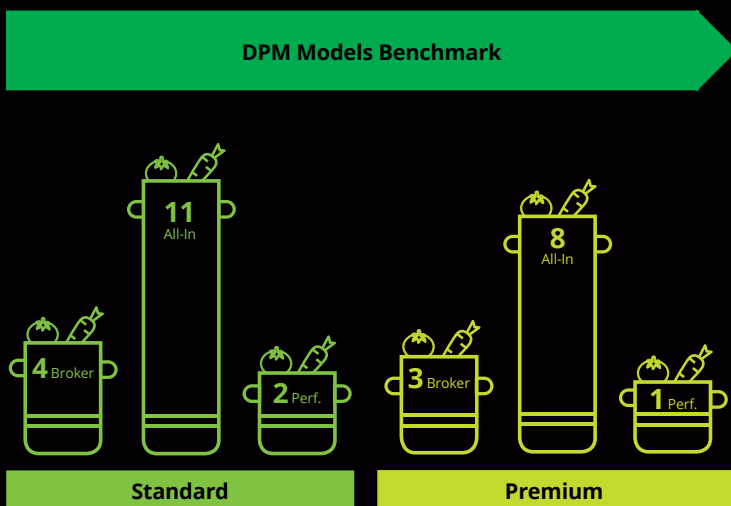 DPM Models Benchmark
11
All-In
8
All-In
4 Broker
2 Perf.
3 Broker
1 Perf.
Standard
Premium